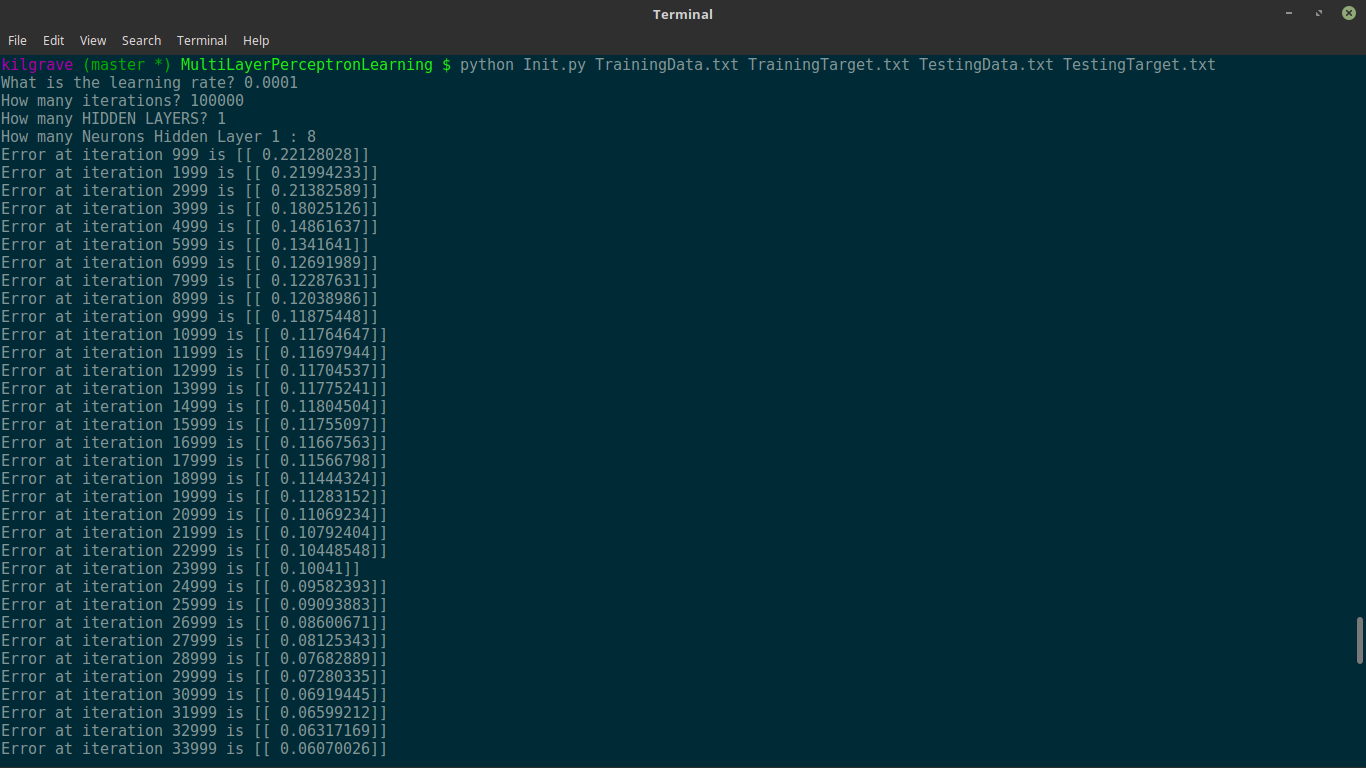 Terminal
File Edit View Search Terminal Help
kilgrave (master *) MultiLayerPerceptronLearning $ python Init.py TrainingData.txt TrainingTarget.txt TestingData.txt TestingTarget.txt
What is the learning rate? 0.0001
How many iterations? 100000
How many HIDDEN LAYERS? 1
How many Neurons Hidden Layer 1 : 8
Error at iteration 999 is [[ 0.22128028]]
Error at iteration 1999 is [[ 0.21994233]]
Error at iteration 2999 is [[ 0.21382589]]
Error at iteration 3999 is [[ 0.18025126]]
Error at iteration 4999 is [[ 0.14861637]]
Error at iteration 5999 is [[ 0.1341641]]
Error at iteration 6999 is [[ 0.12691989]]
Error at iteration 7999 is [[ 0.12287631]]
Error at iteration 8999 is [[ 0.12038986]]
Error at iteration 9999 is [[ 0.11875448]]
Error at iteration 10999 is [[ 0.11764647]]
Error at iteration 11999 is [[ 0.11697944]]
Error at iteration 12999 is [[ 0.11704537]]
Error at iteration 13999 is [[ 0.11775241]]
Error at iteration 14999 is [[ 0.11804504]]
Error at iteration 15999 is [[ 0.11755097]]
Error at iteration 16999 is [[ 0.11667563]]
Error at iteration 17999 is [[ 0.11566798]]
Error at iteration 18999 is [[ 0.11444324]]
Error at iteration 19999 is [[ 0.11283152]]
Error at iteration 20999 is [[ 0.11069234]]
Error at iteration 21999 is [[ 0.10792404]]
Error at iteration 22999 is [[ 0.10448548]]
Error at iteration 23999 is [[ 0.10041]]
Error at iteration 24999 is [[ 0.09582393]]
Error at iteration 25999 is [[ 0.09093883]]
Error at iteration 26999 is [[ 0.08600671]]
Error at iteration 27999 is [[ 0.08125343]]
Error at iteration 28999 is [[ 0.07682889]]
Error at iteration 29999 is [[ 0.07280335]]
Error at iteration 30999 is [[ 0.06919445]]
Error at iteration 31999 is [[ 0.06599212]]
Error at iteration 32999 is [[ 0.06317169]]
Error at iteration 33999 is [[ 0.06070026]]